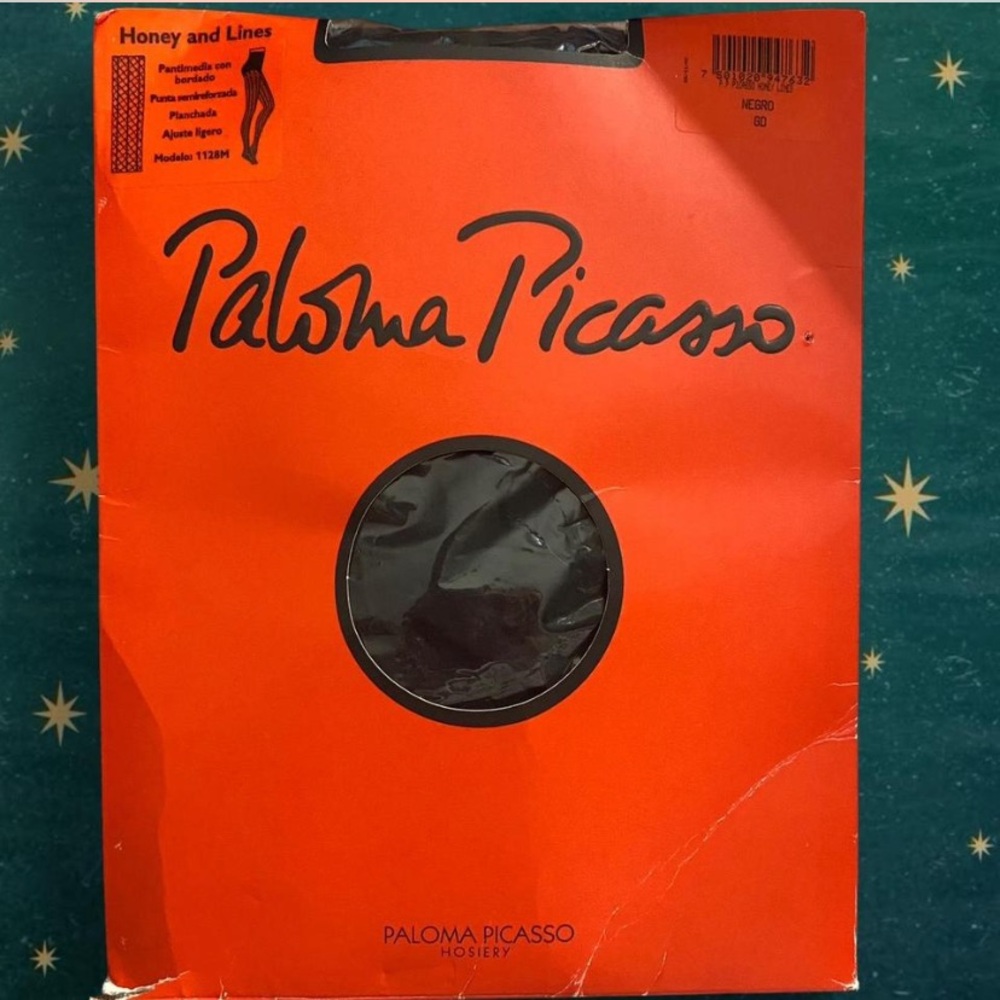 Honey and Lines
Pantimedia con
bordado
Punta semireforzada
Planchada
Ajuste ligero
Modelo: 1128M
NEGRO
GD
Paloma Picasso
PALOMA PICASSO
HOSIERY